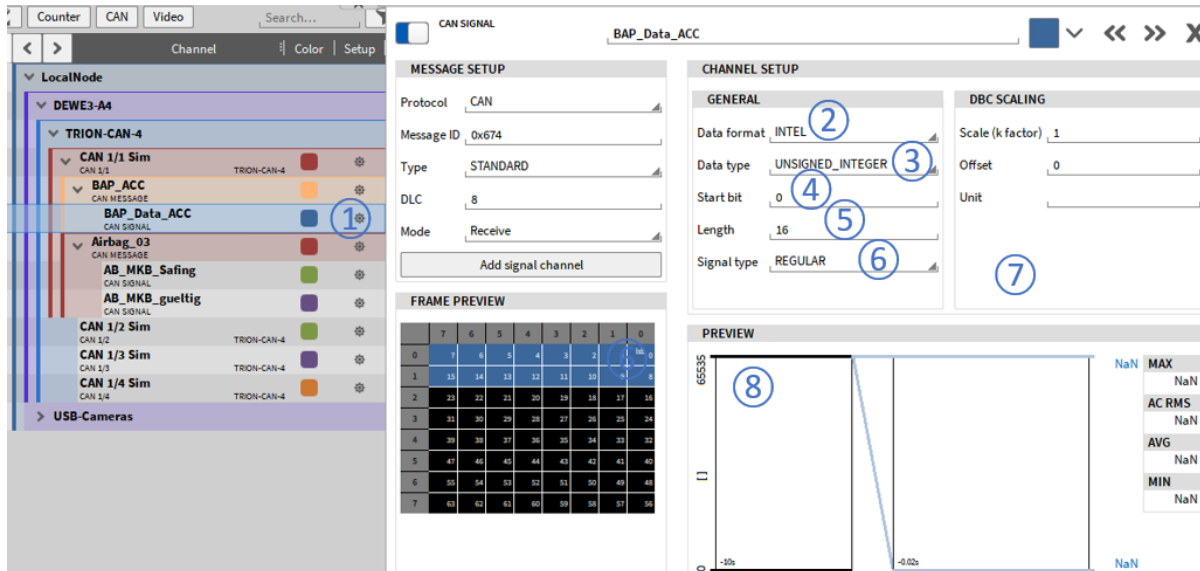 Counter CAN Video Search...
Channel Color Setup
LocalNode
DEWE3-A4
TRION-CAN-4
CAN 1/1 Sim
CAN 1/1 TRION-CAN-4
BAP_ACC
CAN MESSAGE
BAP_Data_ACC
CAN SIGNAL
1
Airbag_03
CAN MESSAGE
AB_MKB_Safing
CAN SIGNAL
AB_MKB_gueltig
CAN SIGNAL
CAN 1/2 Sim
CAN 1/2 TRION-CAN-4
CAN 1/3 Sim
CAN 1/3 TRION-CAN-4
CAN 1/4 Sim
CAN 1/4 TRION-CAN-4
USB-Cameras
CAN SIGNAL
BAP_Data_ACC
MESSAGE SETUP
Protocol CAN
Message ID 0x674
Type STANDARD
DLC 8
Mode Receive
Add signal channel
FRAME PREVIEW
7 6 5 4 3 2 1 0
0 7 6 5 4 3 2 0
1 15 14 13 12 11 10 9 8
2 23 22 21 20 19 18 17 16
3 31 30 29 28 27 26 25 24
4 39 38 37 36 35 34 33 32
5 47 46 45 44 43 42 41 40
6 55 54 53 52 51 50 49 48
7 63 62 61 60 59 58 57 56
CHANNEL SETUP
GENERAL
Data format INTEL 2
Data type UNSIGNED_INTEGER 3
Start bit 0 4
Length 16 5
Signal type REGULAR 6
DBC SCALING
Scale (k factor) 1
Offset 0
Unit
7
PREVIEW
65535
8
[]
0
-10s
-0.02s
NaN
NaN
MAX
NaN
AC RMS
NaN
AVG
NaN
MIN
NaN